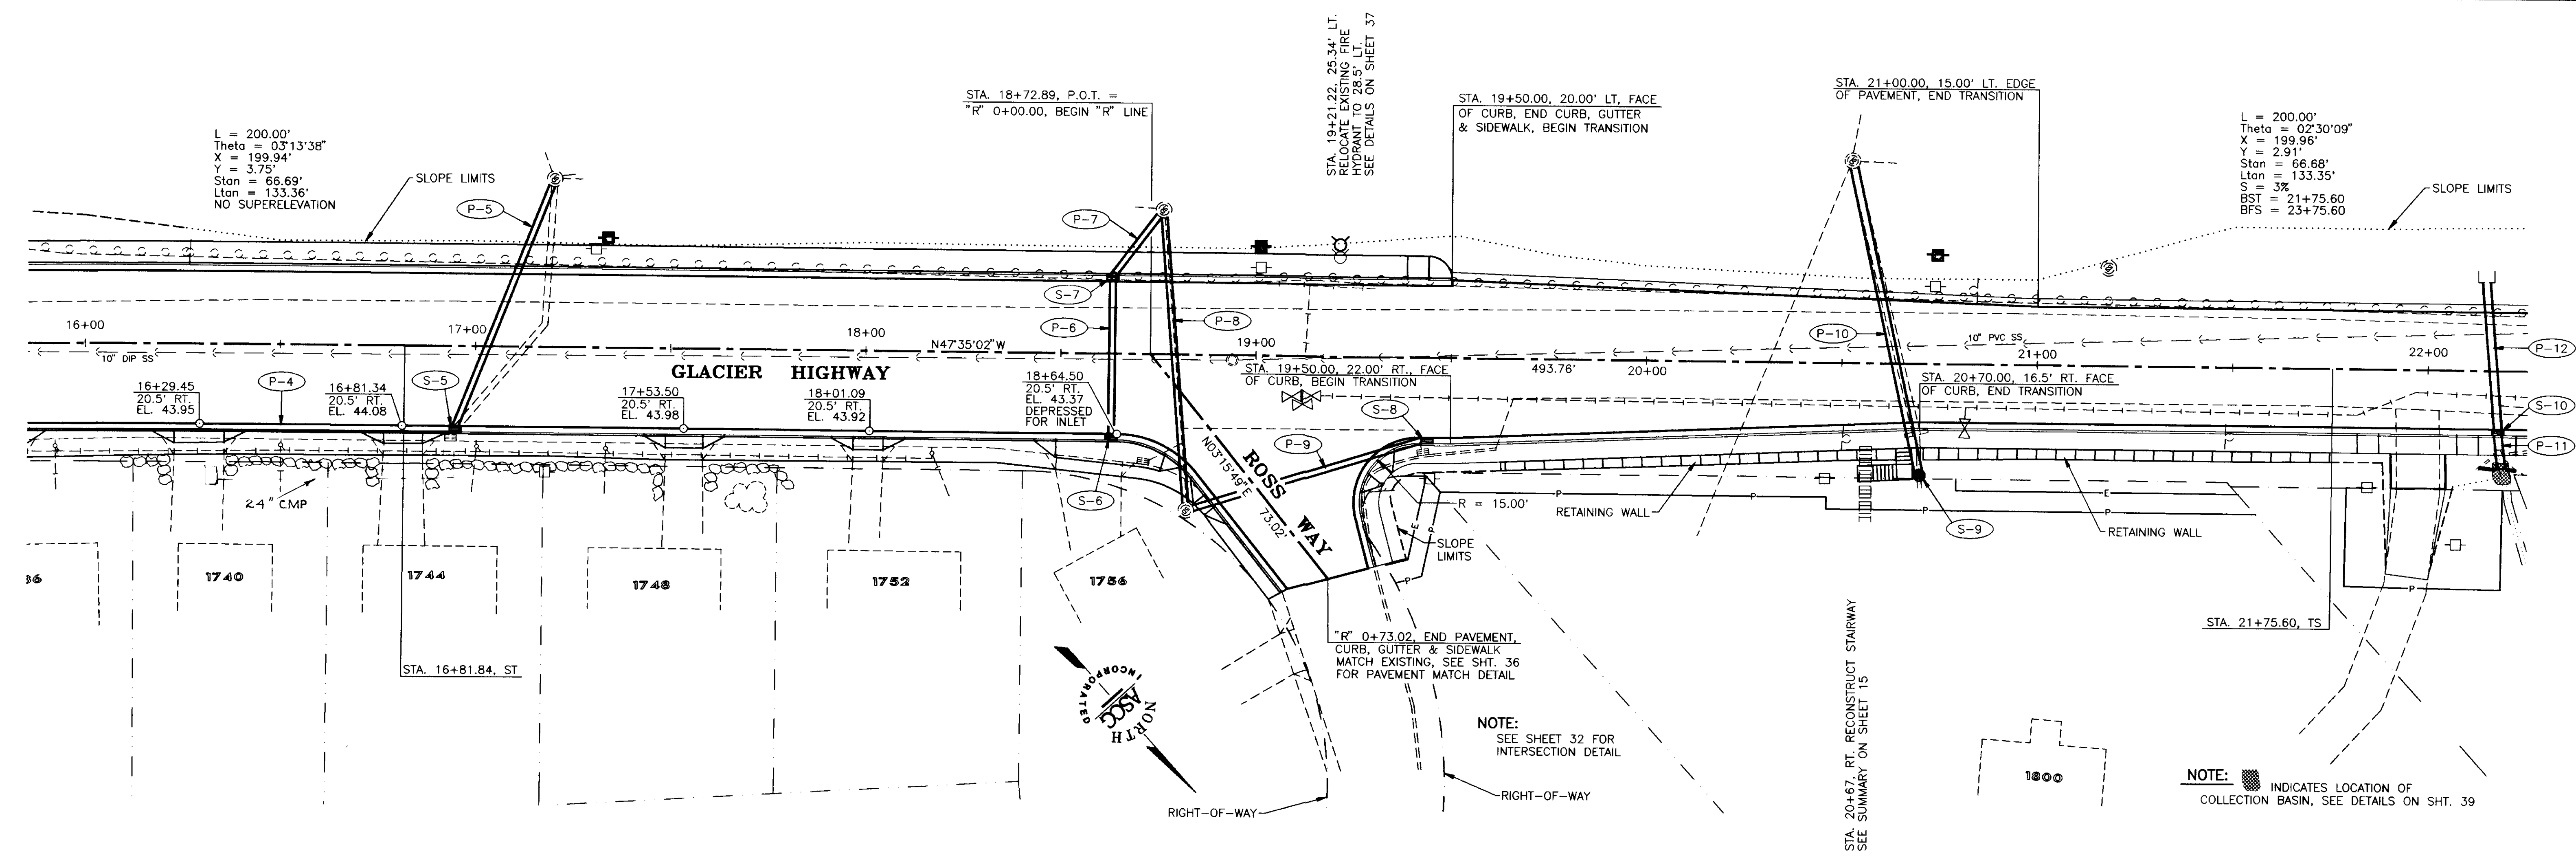 L = 200.00'
Theta = 03°13'38"
X = 199.94'
Y = 3.75'
Stan = 66.69'
Ltan = 133.36'
NO SUPERELEVATION
SLOPE LIMITS
P-5
STA. 18+72.89, P.O.T. =
"R" 0+00.00, BEGIN "R" LINE
P-7
STA. 19+21.22, 25.34' LT.
RELOCATE EXISTING FIRE
HYDRANT TO 28.5' LT.
SEE DETAILS ON SHEET 37
STA. 19+50.00, 20.00' LT, FACE
OF CURB, END CURB, GUTTER
& SIDEWALK, BEGIN TRANSITION
STA. 21+00.00, 15.00' LT. EDGE
OF PAVEMENT, END TRANSITION
L = 200.00'
Theta = 02°30'09"
X = 199.96'
Y = 2.91'
Stan = 66.68'
Ltan = 133.35'
S = 3%
BST = 21+75.60
BFS = 23+75.60
SLOPE LIMITS
S-7
P-6
P-8
P-10
P-12
16+00
17+00
18+00
19+00
20+00
21+00
22+00
10" DIP SS
N47°35'02"W
493.76'
10" PVC SS
GLACIER HIGHWAY
16+29.45
20.5' RT.
EL. 43.95
P-4
16+81.34
20.5' RT.
EL. 44.08
S-5
17+53.50
20.5' RT.
EL. 43.98
18+01.09
20.5' RT.
EL. 43.92
18+64.50
20.5' RT.
EL. 43.37
DEPRESSED
FOR INLET
STA. 19+50.00, 22.00' RT., FACE
OF CURB, BEGIN TRANSITION
STA. 20+70.00, 16.5' RT. FACE
OF CURB, END TRANSITION
S-8
P-9
S-10
P-11
24" CMP
S-6
N03°15'49"E
73.02'
ROSS WAY
R = 15.00'
SLOPE
LIMITS
RETAINING WALL
S-9
RETAINING WALL
E
E
P
P
P
P
P
P
P
P
P
36
1740
1744
1748
1752
1756
1800
STA. 16+81.84, ST
"R" 0+73.02, END PAVEMENT,
CURB, GUTTER & SIDEWALK
MATCH EXISTING, SEE SHT. 36
FOR PAVEMENT MATCH DETAIL
STA. 21+75.60, TS
ASCG
INCORPORATED
NORTH
NOTE:
SEE SHEET 32 FOR
INTERSECTION DETAIL
RIGHT-OF-WAY
RIGHT-OF-WAY
STA. 20+67, RT. RECONSTRUCT STAIRWAY
SEE SUMMARY ON SHEET 15
NOTE: INDICATES LOCATION OF
COLLECTION BASIN, SEE DETAILS ON SHT. 39